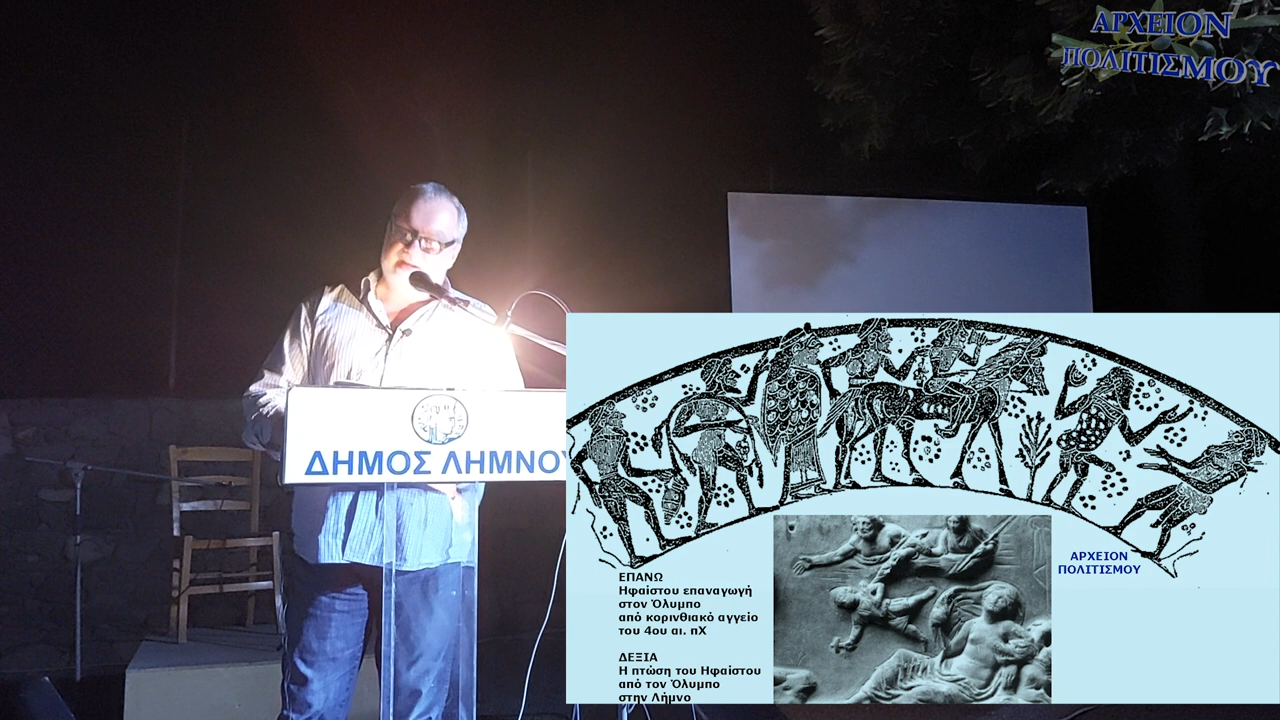 ΑΡΧΕΙΟΝ
ΠΟΛΙΤΙΣΜΟΥ
ΔΗΜΟΣ ΛΗΜΝΟΥ
ΕΠΑΝΩ
Ηφαίστου επαναγωγή
στον Όλυμπο
από κορινθιακό αγγείο
του 4ου αι. πΧ
ΔΕΞΙΑ
Η πτώση του Ηφαίστου
από τον Όλυμπο
στην Λήμνο
ΑΡΧΕΙΟΝ
ΠΟΛΙΤΙΣΜΟΥ